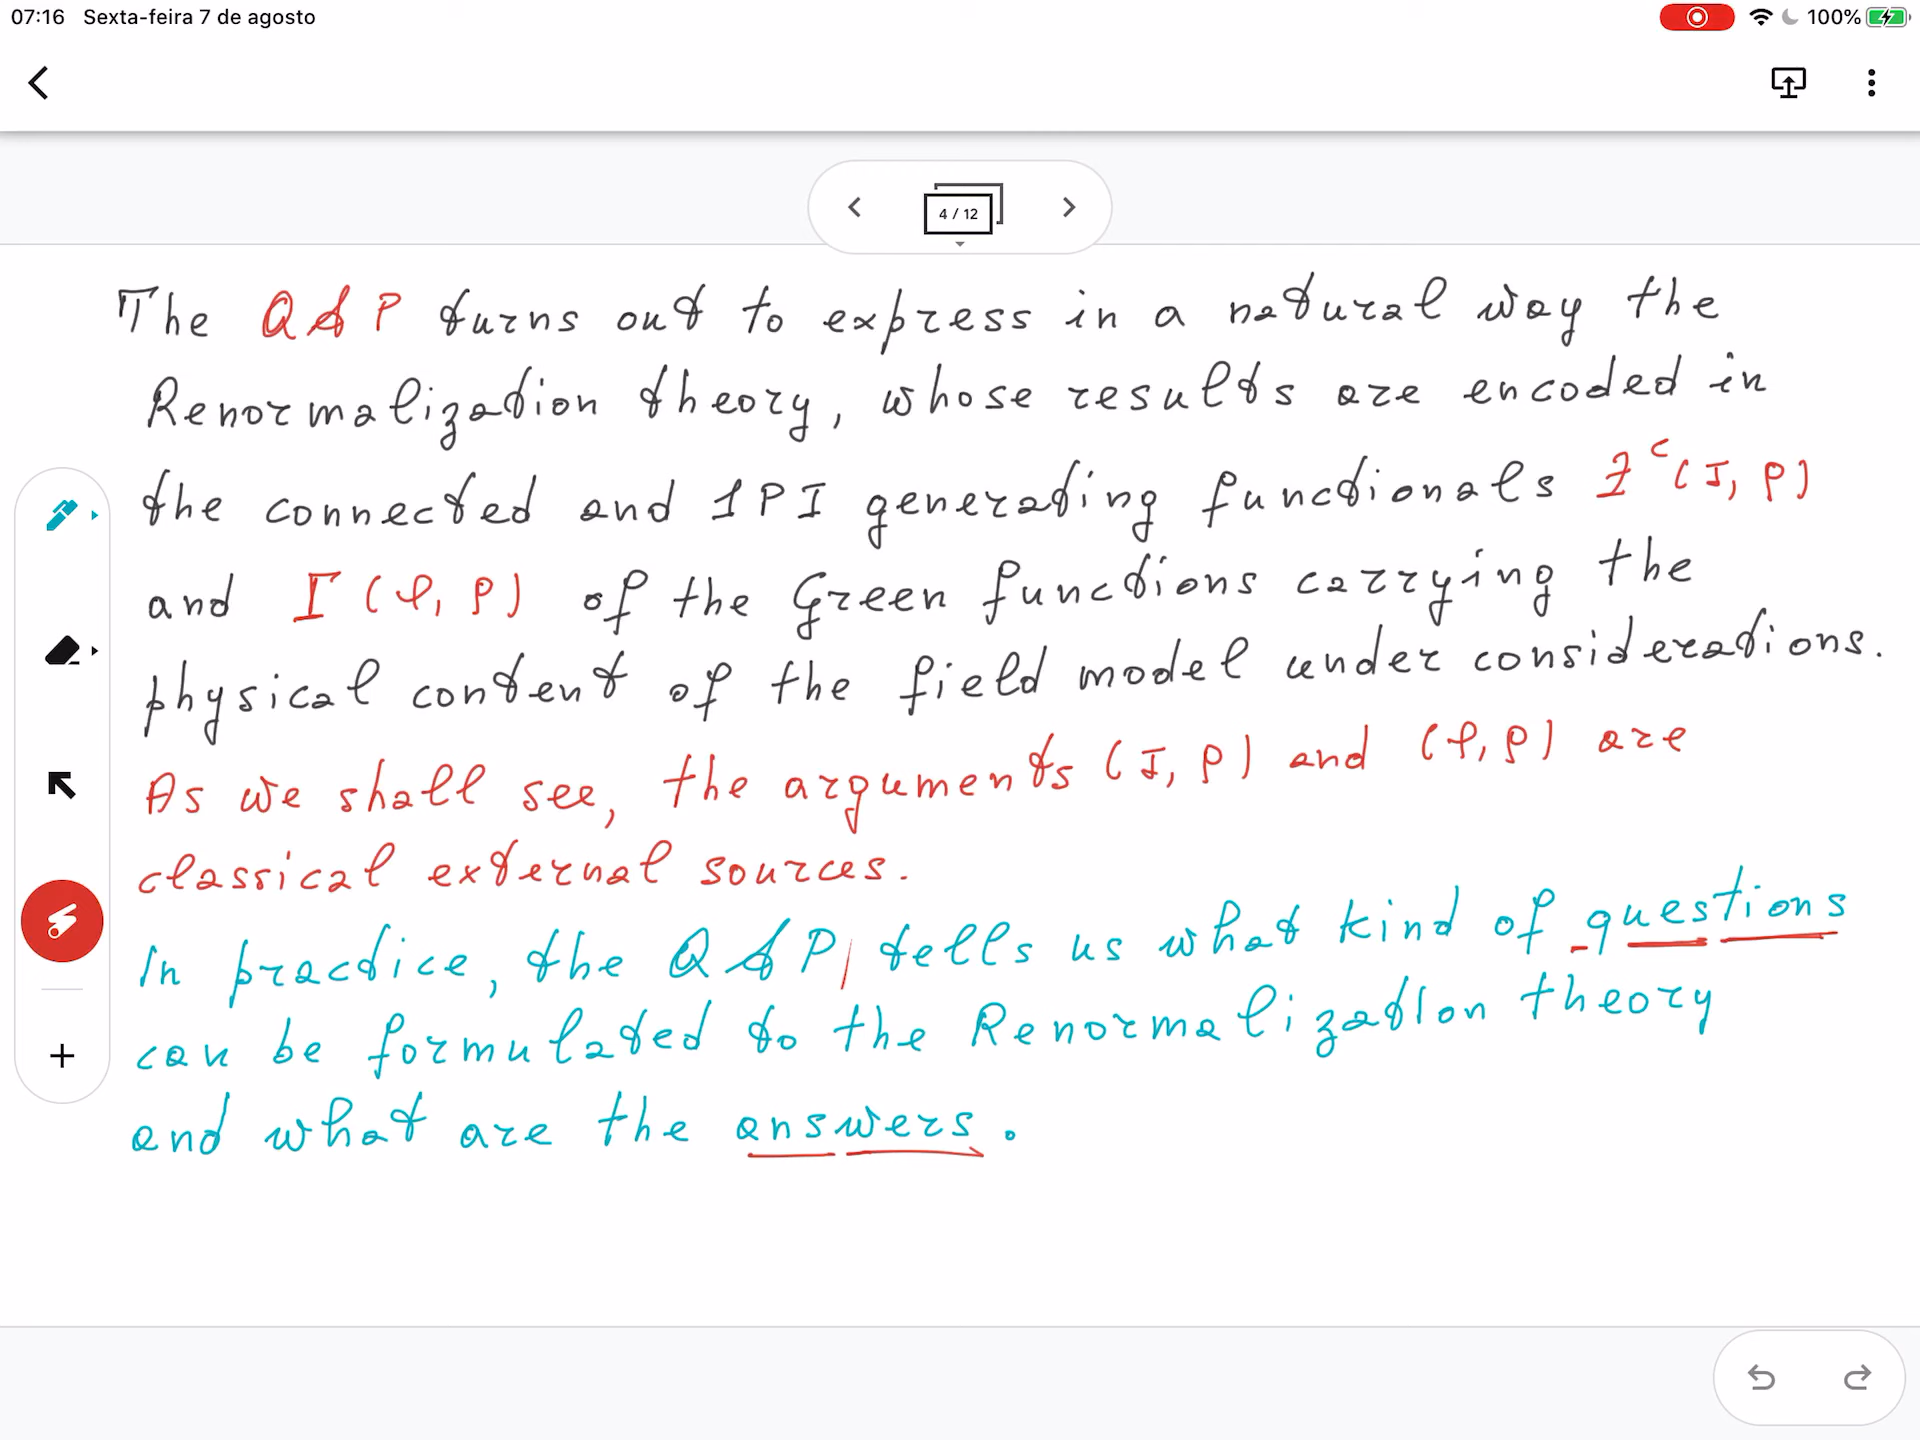 07:16 Sexta-feira 7 de agosto 100%
4 / 12
The QAP turns out to express in a natural way the
Renormalization theory, whose results are encoded in
the connected and 1PI generating functionals Z^c(J, ρ)
and Γ(φ, ρ) of the Green functions carrying the
physical content of the field model under considerations.
As we shall see, the arguments (J, ρ) and (φ, ρ) are
classical external sources.
In practice, the QAP, tells us what kind of questions
can be formulated to the Renormalization theory
and what are the answers.